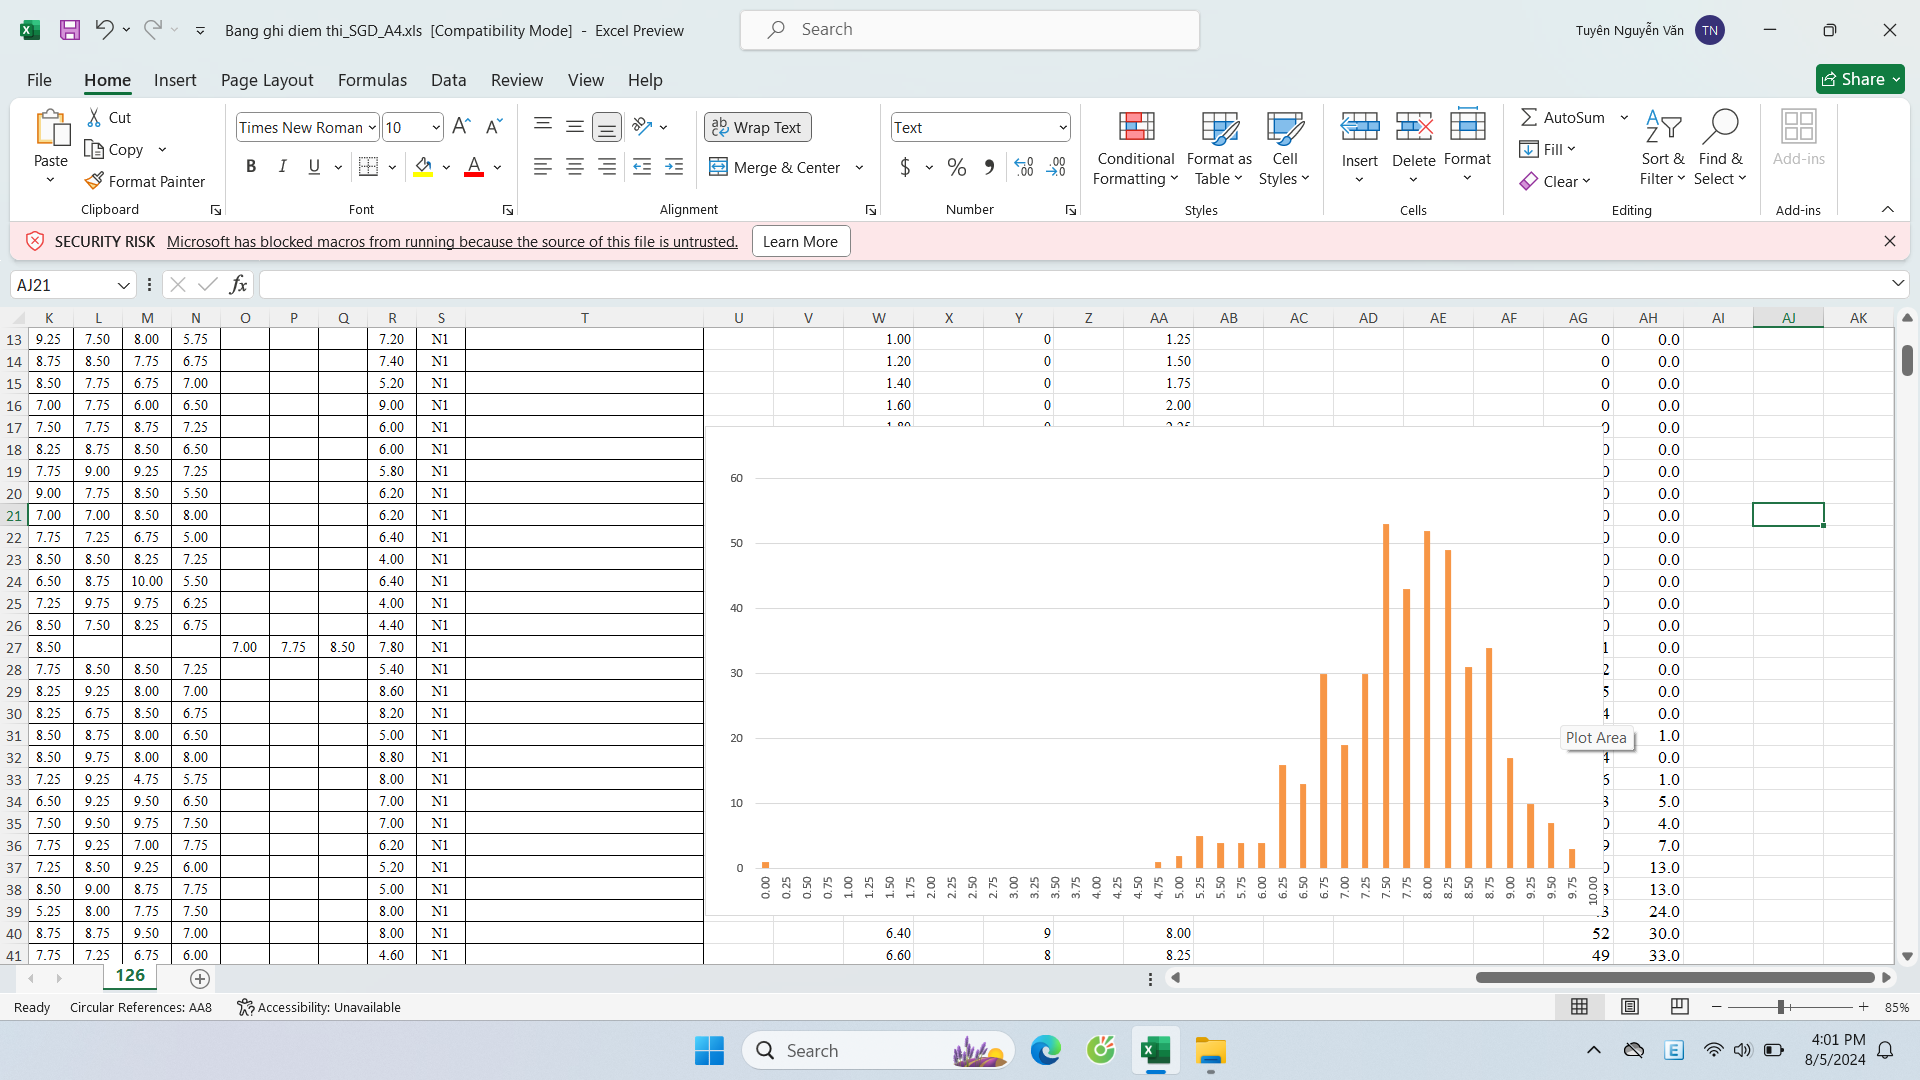 Bang ghi diem thi_SGD_A4.xls [Compatibility Mode] - Excel Preview
Search
Tuyên Nguyễn Văn TN
File Home Insert Page Layout Formulas Data Review View Help
Share
Paste
Cut
Copy
Format Painter
Clipboard
Times New Roman 10
B I U
Font
Wrap Text
Merge & Center
Alignment
Text
$ % 9
Number
Conditional Formatting
Format as Table
Cell Styles
Styles
Insert Delete Format
Cells
AutoSum
Fill
Clear
Sort & Filter
Find & Select
Editing
Add-ins
Add-ins
SECURITY RISK Microsoft has blocked macros from running because the source of this file is untrusted. Learn More
AJ21 fx
K L M N O P Q R S T U V W X Y Z AA AB AC AD AE AF AG AH AI AJ AK
13 9.25 7.50 8.00 5.75 7.20 N1 1.00 0 1.25 0 0.0
14 8.75 8.50 7.75 6.75 7.40 N1 1.20 0 1.50 0 0.0
15 8.50 7.75 6.75 7.00 5.20 N1 1.40 0 1.75 0 0.0
16 7.00 7.75 6.00 6.50 9.00 N1 1.60 0 2.00 0 0.0
17 7.50 7.75 8.75 7.25 6.00 N1 1.80 0 2.25 0 0.0
18 8.25 8.75 8.50 6.50 6.00 N1 0 0.0
19 7.75 9.00 9.25 7.25 5.80 N1 0 0.0
20 9.00 7.75 8.50 5.50 6.20 N1 0 0.0
21 7.00 7.00 8.50 8.00 6.20 N1 0 0.0
22 7.75 7.25 6.75 5.00 6.40 N1 0 0.0
23 8.50 8.50 8.25 7.25 4.00 N1 0 0.0
24 6.50 8.75 10.00 5.50 6.40 N1 0 0.0
25 7.25 9.75 9.75 6.25 4.00 N1 0 0.0
26 8.50 7.50 8.25 6.75 4.40 N1 0 0.0
27 8.50 7.00 7.75 8.50 7.80 N1 1 0.0
28 7.75 8.50 8.50 7.25 5.40 N1 2 0.0
29 8.25 9.25 8.00 7.00 8.60 N1 5 0.0
30 8.25 6.75 8.50 6.75 8.20 N1 4 0.0
31 8.50 8.75 8.00 6.50 5.00 N1 1.0
32 8.50 9.75 8.00 8.00 8.80 N1 4 0.0
33 7.25 9.25 4.75 5.75 8.00 N1 6 1.0
34 6.50 9.25 9.50 6.50 7.00 N1 3 5.0
35 7.50 9.50 9.75 7.50 7.00 N1 0 4.0
36 7.75 9.25 7.00 7.75 6.20 N1 9 7.0
37 7.25 8.50 9.25 6.00 5.20 N1 0 13.0
38 8.50 9.00 8.75 7.75 5.00 N1 3 13.0
39 5.25 8.00 7.75 7.50 8.00 N1 3 24.0
40 8.75 8.75 9.50 7.00 8.00 N1 6.40 9 8.00 52 30.0
41 7.75 7.25 6.75 6.00 4.60 N1 6.60 8 8.25 49 33.0
60
50
40
30
20
10
0
0.00 0.25 0.50 0.75 1.00 1.25 1.50 1.75 2.00 2.25 2.50 2.75 3.00 3.25 3.50 3.75 4.00 4.25 4.50 4.75 5.00 5.25 5.50 5.75 6.00 6.25 6.50 6.75 7.00 7.25 7.50 7.75 8.00 8.25 8.50 8.75 9.00 9.25 9.50 9.75 10.00
Plot Area
126
Ready Circular References: AA8 Accessibility: Unavailable 85%
Search
4:01 PM
8/5/2024